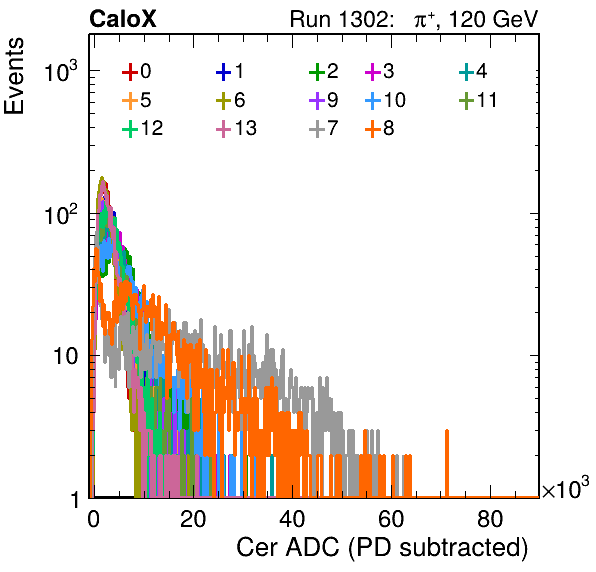 CaloX Run 1302: π⁺, 120 GeV
Events
10³
0 1 2 3 4
5 6 9 10 11
12 13 7 8
10²
10
1
0 20 40 60 80 ×10³
Cer ADC (PD subtracted)